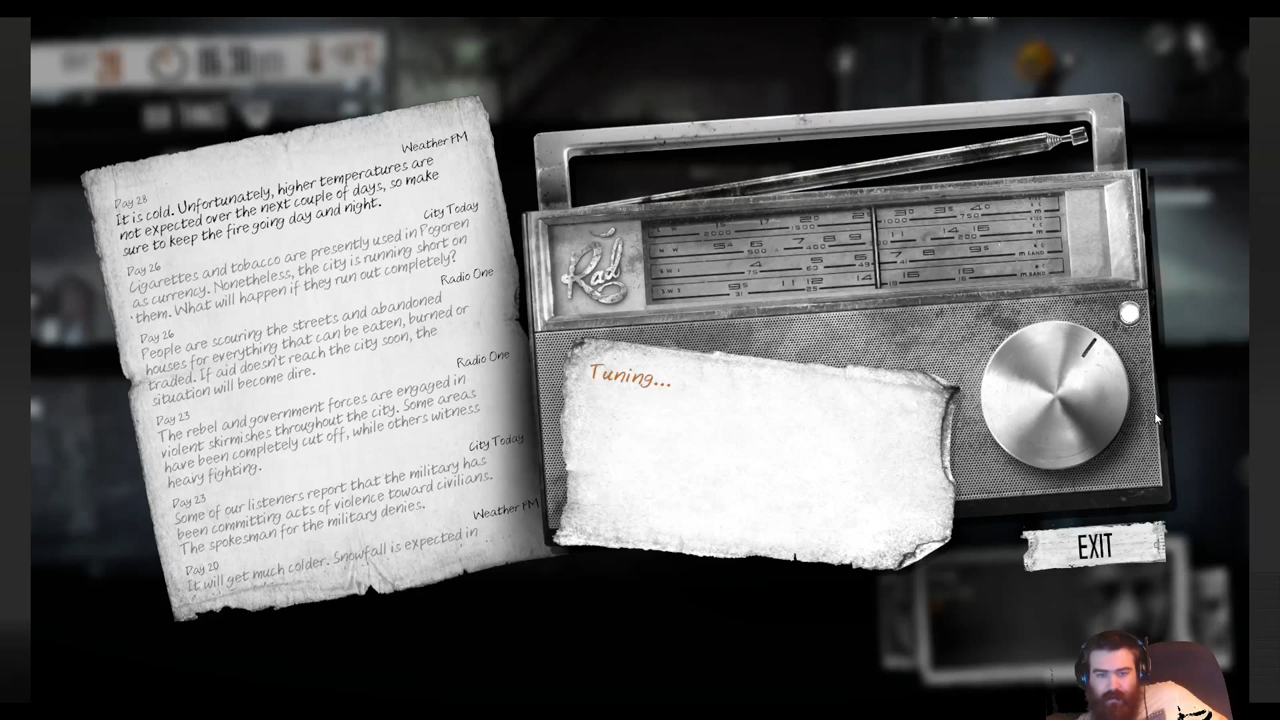 Weather FM
Day 28
It is cold. Unfortunately, higher temperatures are
not expected over the next couple of days, so make
sure to keep the fire going day and night.
City Today
Day 26
Cigarettes and tobacco are presently used in Pogoren
as currency. Nonetheless, the city is running short on
them. What will happen if they run out completely?
Radio One
Day 26
People are scouring the streets and abandoned
houses for everything that can be eaten, burned or
traded. If aid doesn't reach the city soon, the
situation will become dire.
Radio One
Day 23
The rebel and government forces are engaged in
violent skirmishes throughout the city. Some areas
have been completely cut off, while others witness
heavy fighting.
City Today
Day 23
Some of our listeners report that the military has
been committing acts of violence toward civilians.
The spokesman for the military denies.
Weather FM
Day 20
It will get much colder. Snowfall is expected in
Rad
Tuning...
EXIT